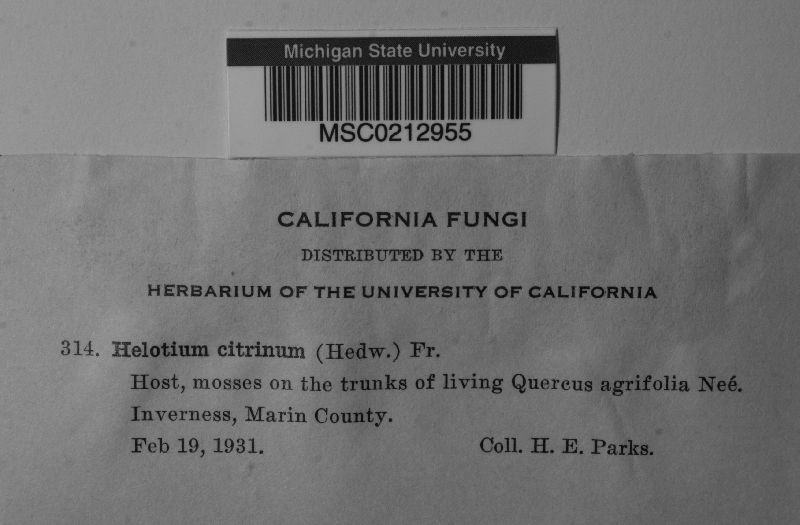 Michigan State University
MSC0212955
CALIFORNIA FUNGI
DISTRIBUTED BY THE
HERBARIUM OF THE UNIVERSITY OF CALIFORNIA
314. Helotium citrinum (Hedw.) Fr.
Host, mosses on the trunks of living Quercus agrifolia Neé.
Inverness, Marin County.
Feb 19, 1931. Coll. H. E. Parks.